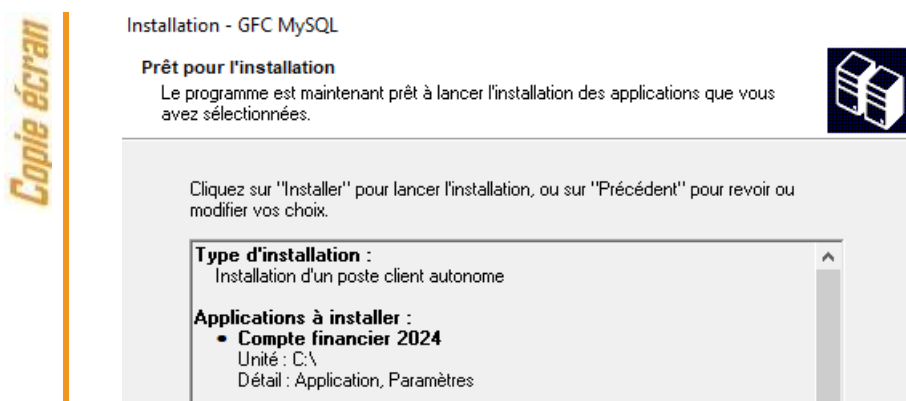 Copie écran
Installation - GFC MySQL
Prêt pour l'installation
Le programme est maintenant prêt à lancer l'installation des applications que vous
avez sélectionnées.
Cliquez sur "Installer" pour lancer l'installation, ou sur "Précédent" pour revoir ou
modifier vos choix.
Type d'installation :
Installation d'un poste client autonome
Applications à installer :
• Compte financier 2024
Unité : C:\
Détail : Application, Paramètres